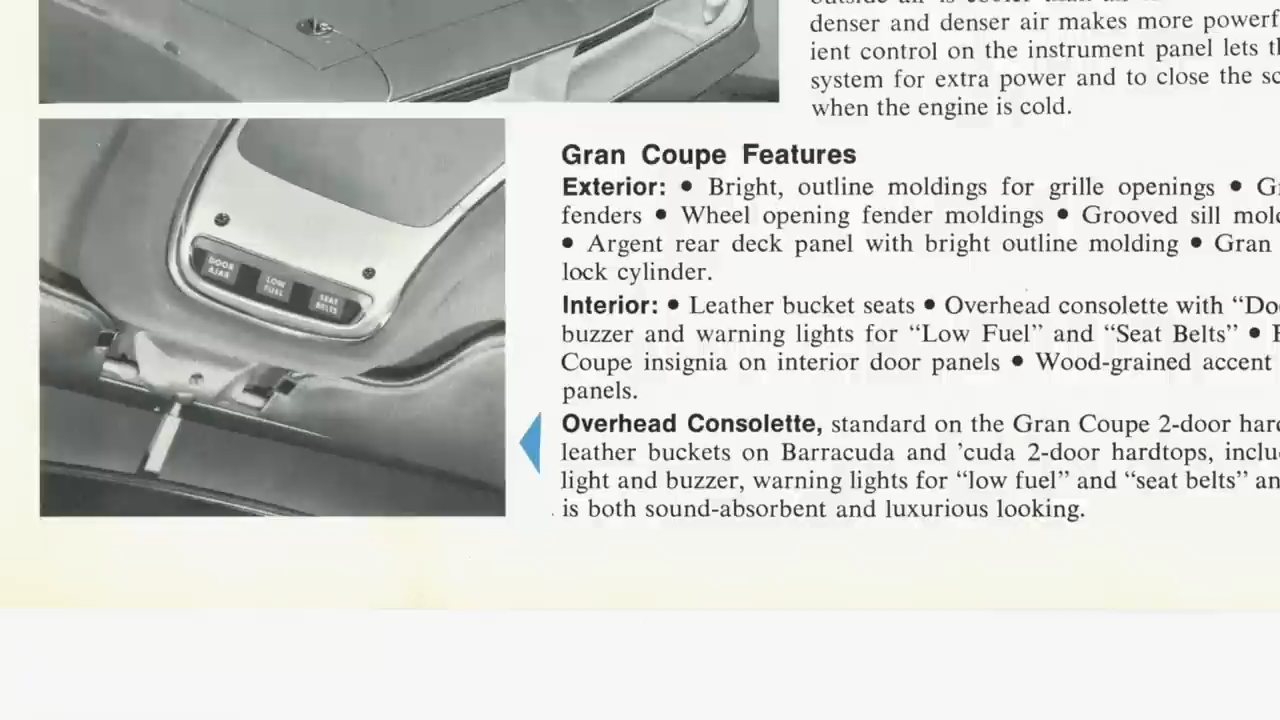 denser and denser air makes more powerf
ient control on the instrument panel lets t
system for extra power and to close the sc
when the engine is cold.
DOOR AJAR
LOW FUEL
SEAT BELTS
Gran Coupe Features
Exterior: • Bright, outline moldings for grille openings • G
fenders • Wheel opening fender moldings • Grooved sill mol
• Argent rear deck panel with bright outline molding • Gran
lock cylinder.
Interior: • Leather bucket seats • Overhead consolette with “Do
buzzer and warning lights for “Low Fuel” and “Seat Belts” •
Coupe insignia on interior door panels • Wood-grained accent
panels.
Overhead Consolette, standard on the Gran Coupe 2-door hard
leather buckets on Barracuda and ’cuda 2-door hardtops, inclu
light and buzzer, warning lights for “low fuel” and “seat belts” an
is both sound-absorbent and luxurious looking.